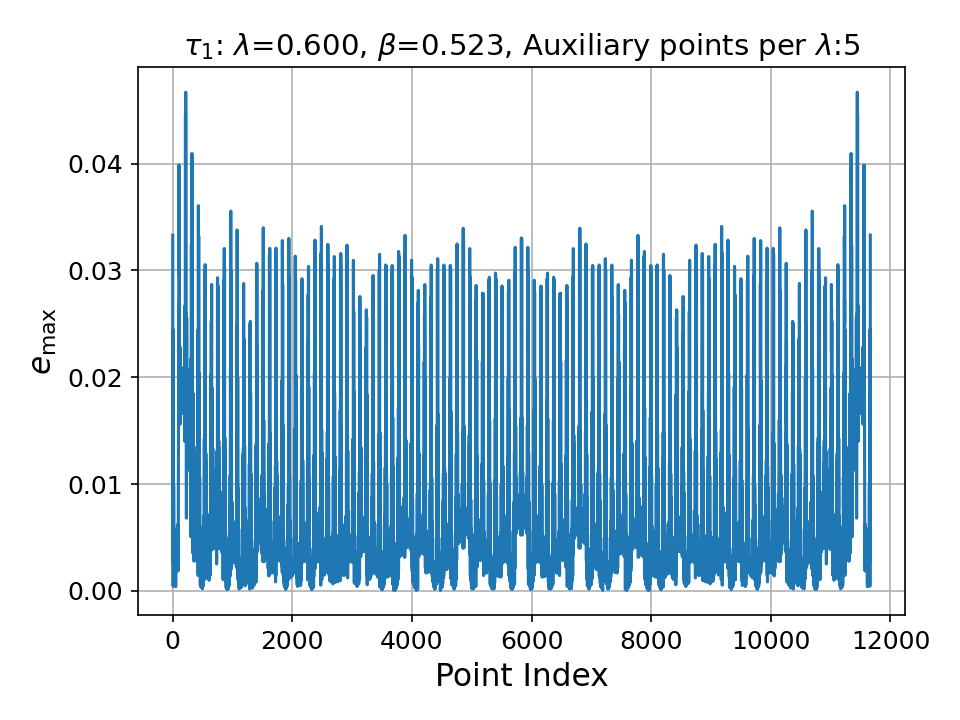 τ₁: λ=0.600, β=0.523, Auxiliary points per λ:5
e_max
0.04
0.03
0.02
0.01
0.00
0 2000 4000 6000 8000 10000 12000
Point Index